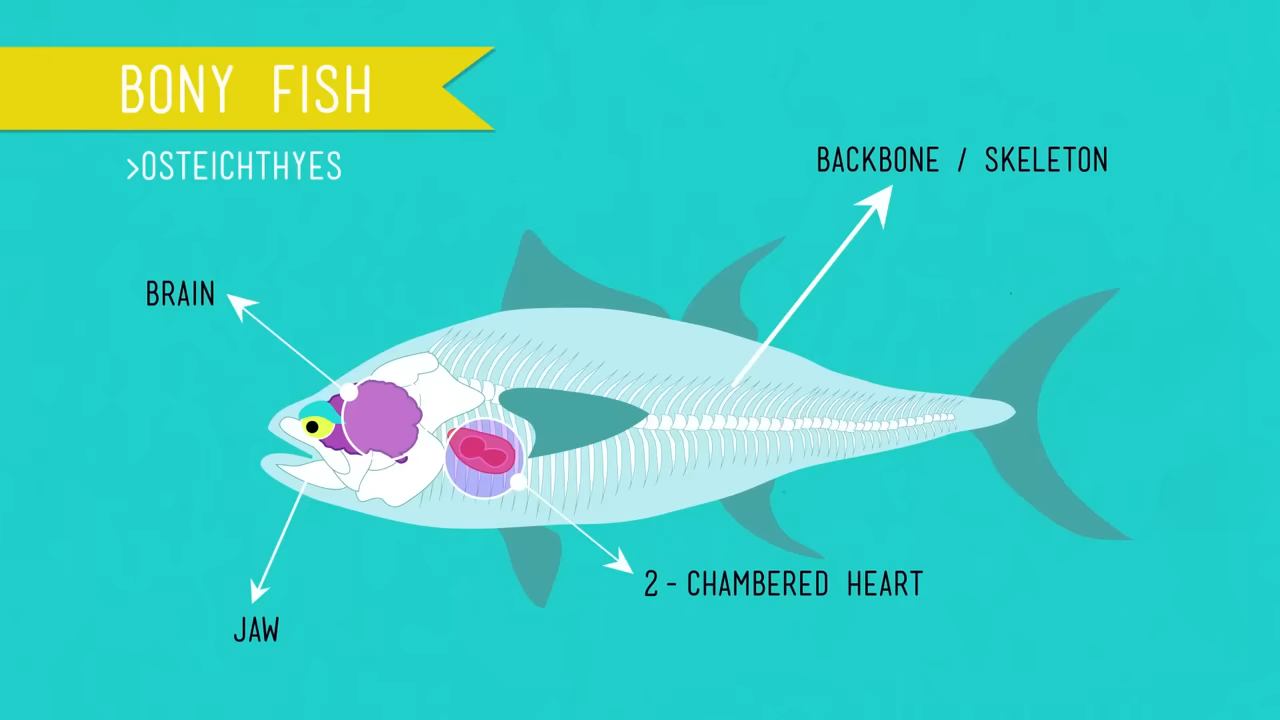 BONY FISH
>OSTEICHTHYES
BACKBONE / SKELETON
BRAIN
2 - CHAMBERED HEART
JAW